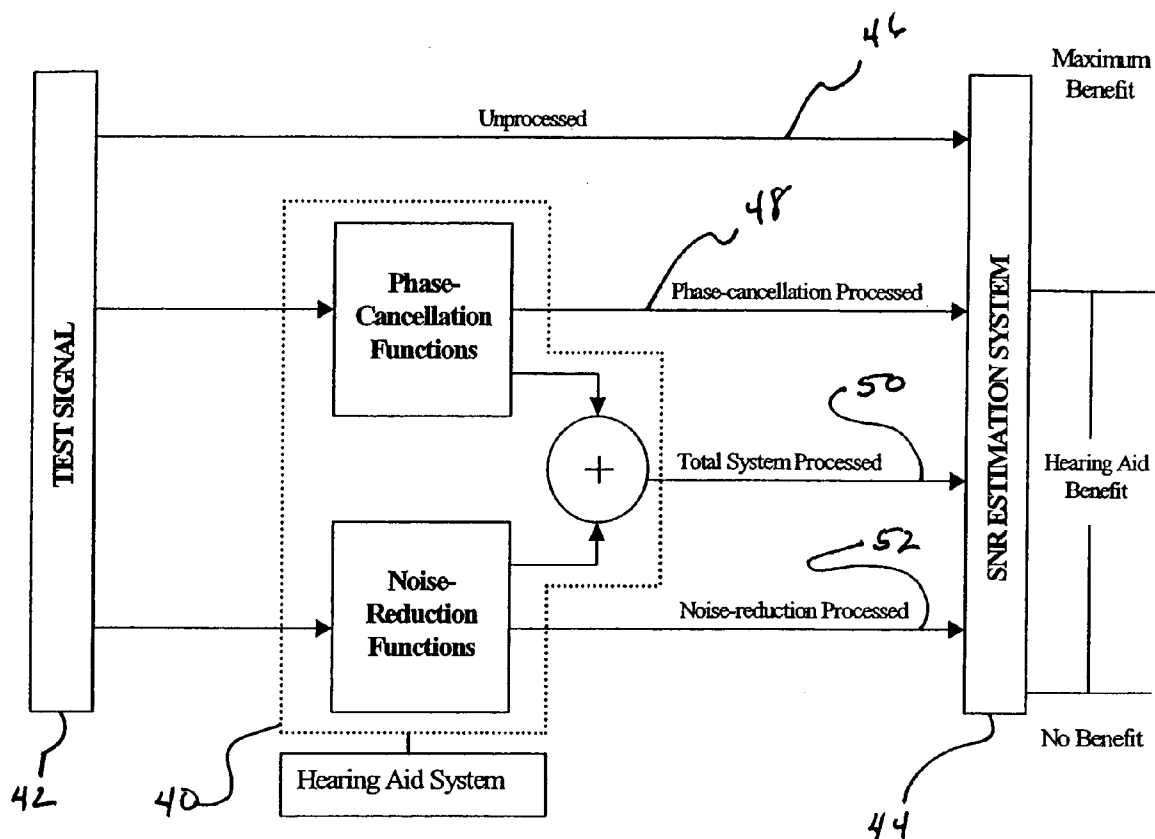 46
Maximum
Benefit
Unprocessed
48
Phase-
Cancellation
Functions
Phase-cancellation Processed
TEST SIGNAL
SNR ESTIMATION SYSTEM
50
+
Total System Processed
Hearing Aid
Benefit
52
Noise-
Reduction
Functions
Noise-reduction Processed
No Benefit
42
40
Hearing Aid System
44